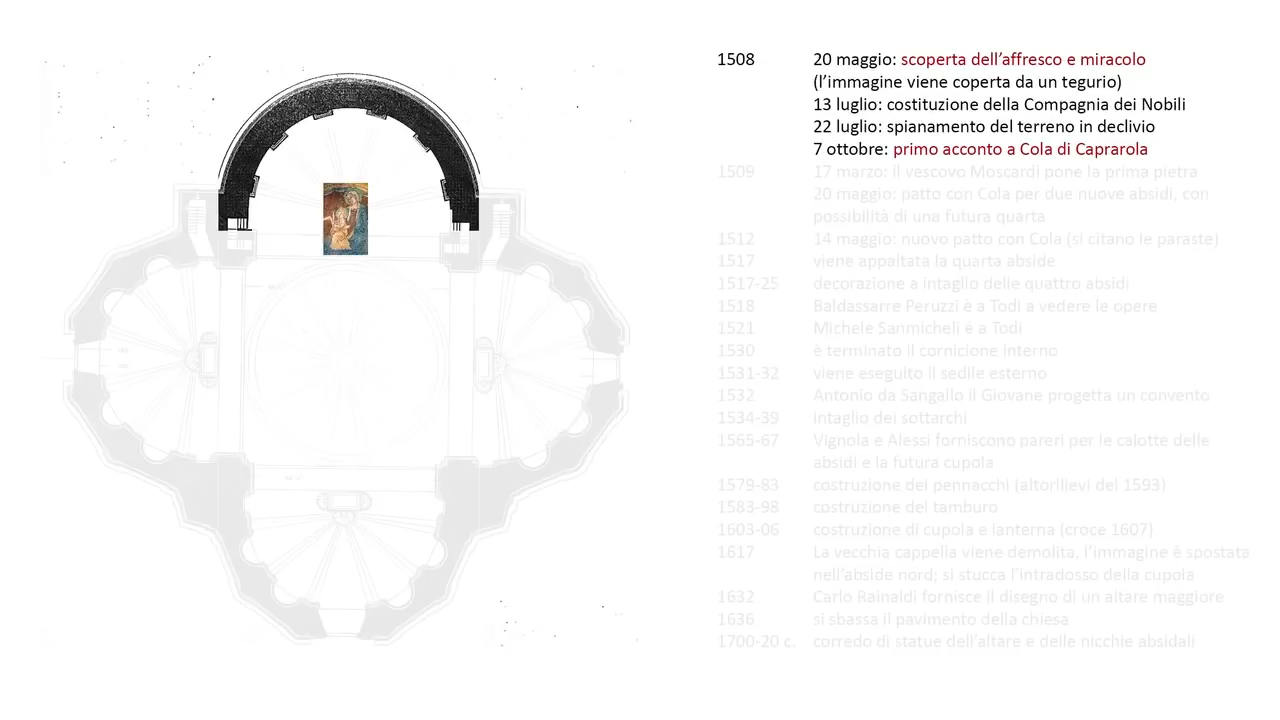 1508 20 maggio: scoperta dell’affresco e miracolo
(l’immagine viene coperta da un tegurio)
13 luglio: costituzione della Compagnia dei Nobili
22 luglio: spianamento del terreno in declivio
7 ottobre: primo acconto a Cola di Caprarola
1509 17 marzo: il vescovo Moscardi pone la prima pietra
20 maggio: patto con Cola per due nuove absidi, con
possibilità di una futura quarta
1512 14 maggio: nuovo patto con Cola (si citano le paraste)
1517 viene appaltata la quarta abside
1517-25 decorazione a intaglio delle quattro absidi
1518 Baldassarre Peruzzi è a Todi a vedere le opere
1521 Michele Sanmicheli è a Todi
1530 è terminato il cornicione interno
1531-32 viene eseguito il sedile esterno
1532 Antonio da Sangallo il Giovane progetta un convento
1534-39 intaglio dei sottarchi
1565-67 Vignola e Alessi forniscono pareri per le calotte delle
absidi e la futura cupola
1579-83 costruzione dei pennacchi (altorilievi del 1593)
1583-98 costruzione del tamburo
1603-06 costruzione di cupola e lanterna (croce 1607)
1617 La vecchia cappella viene demolita, l’immagine è spostata
nell’abside nord; si stucca l’intradosso della cupola
1632 Carlo Rainaldi fornisce il disegno di un altare maggiore
1636 si sbassa il pavimento della chiesa
1700-20 c. corredo di statue dell’altare e delle nicchie absidali